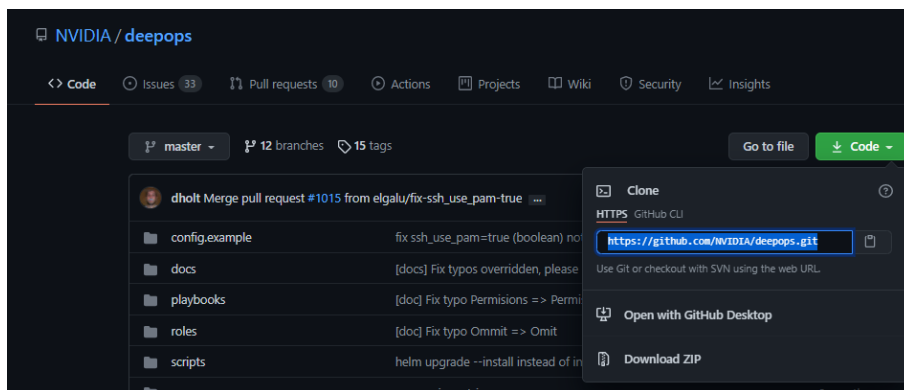 NVIDIA / deepops
<> Code Issues 33 Pull requests 10 Actions Projects Wiki Security Insights
master 12 branches 15 tags Go to file Code
dholt Merge pull request #1015 from elgalu/fix-ssh_use_pam-true ...
Clone
HTTPS GitHub CLI
config.example fix ssh_use_pam=true (boolean) no
https://github.com/NVIDIA/deepops.git
docs [docs] Fix typos overridden, please
Use Git or checkout with SVN using the web URL.
playbooks [doc] Fix typo Permisions => Permi
Open with GitHub Desktop
roles [doc] Fix typo Ommit => Omit
scripts helm upgrade --install instead of in
Download ZIP